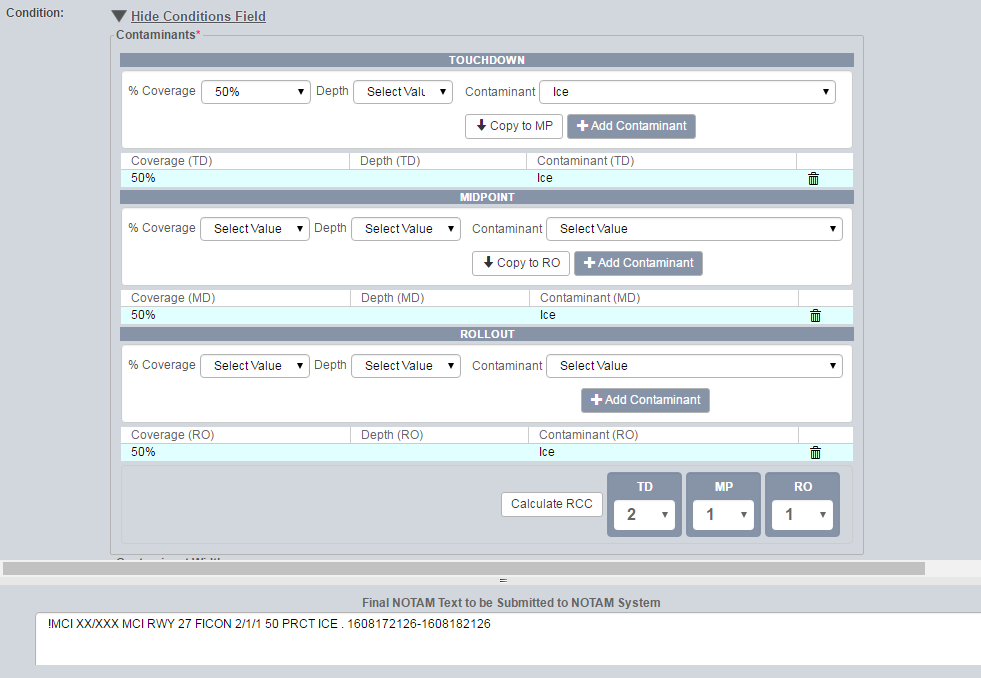 Condition:
Hide Conditions Field
Contaminants*
TOUCHDOWN
% Coverage 50% Depth Select Valu Contaminant Ice
Copy to MP Add Contaminant
Coverage (TD) Depth (TD) Contaminant (TD)
50% Ice
MIDPOINT
% Coverage Select Value Depth Select Value Contaminant Select Value
Copy to RO Add Contaminant
Coverage (MD) Depth (MD) Contaminant (MD)
50% Ice
ROLLOUT
% Coverage Select Value Depth Select Value Contaminant Select Value
Add Contaminant
Coverage (RO) Depth (RO) Contaminant (RO)
50% Ice
TD MP RO
Calculate RCC 2 1 1
Final NOTAM Text to be Submitted to NOTAM System
!MCI XX/XXX MCI RWY 27 FICON 2/1/1 50 PRCT ICE . 1608172126-1608182126